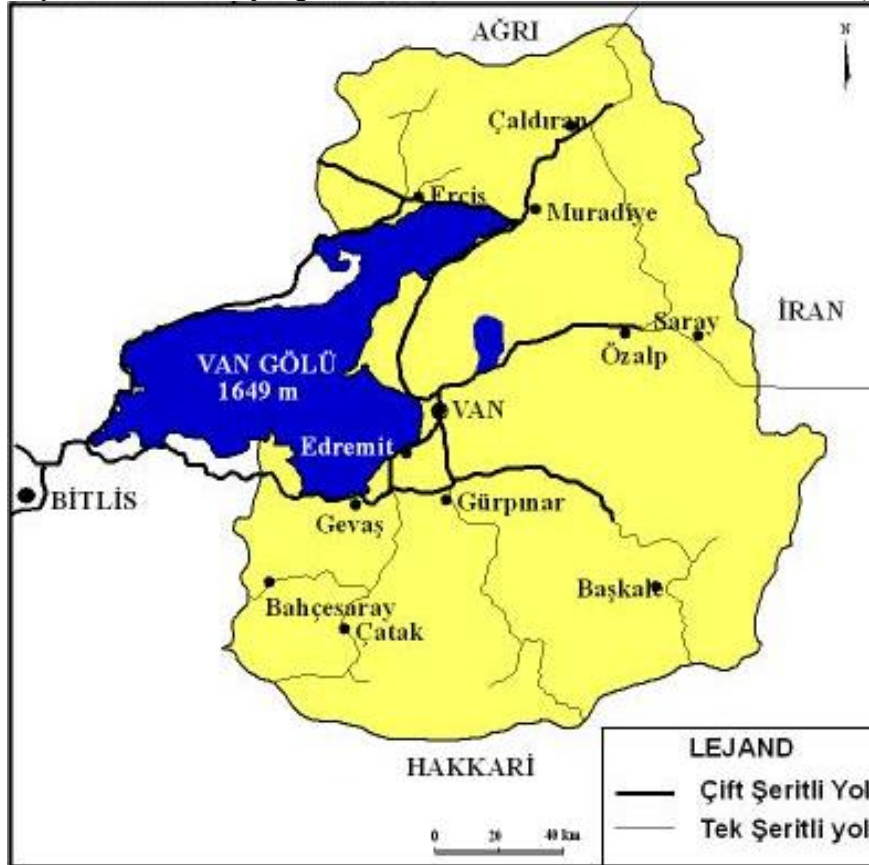 AĞRI
N
Çaldıran
Erciş
Muradiye
İRAN
Saray
Özalp
VAN GÖLÜ
1649 m
VAN
Edremit
BİTLİS
Gürpınar
Gevaş
Başkale
Bahçesaray
Çatak
HAKKARİ
LEJAND
Çift Şeritli Yol
Tek Şeritli yol
0 20 40 km